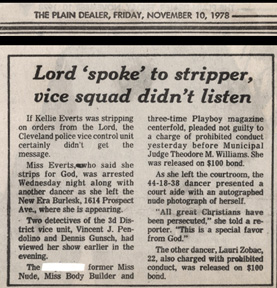 THE PLAIN DEALER, FRIDAY, NOVEMBER 10, 1978
Lord 'spoke' to stripper,
vice squad didn't listen
If Kellie Everts was stripping
on orders from the Lord, the
Cleveland police vice control unit
certainly didn't get the
message.
Miss Everts, who said she
strips for God, was arrested
Wednesday night along with
another dancer as she left the
New Era Burlesk, 1614 Prospect
Ave., where she is appearing.
Two detectives of the 3d Dis-
trict vice unit, Vincent J. Pen-
dolino and Dennis Gunsch, had
viewed her show earlier in the
evening.
The former Miss
Nude, Miss Body Builder and
three-time Playboy magazine
centerfold, pleaded not guilty to
a charge of prohibited conduct
yesterday before Municipal
Judge Theodore M. Williams. She
was released on $100 bond.
As she left the courtroom, the
44-18-38 dancer presented a
court aide with an autographed
nude photograph of herself.
"All great Christians have
been persecuted," she told a re-
porter. "This is a special favor
from God."
The other dancer, Lauri Zobac,
22, also charged with prohibited
conduct, was released on $100
bond.